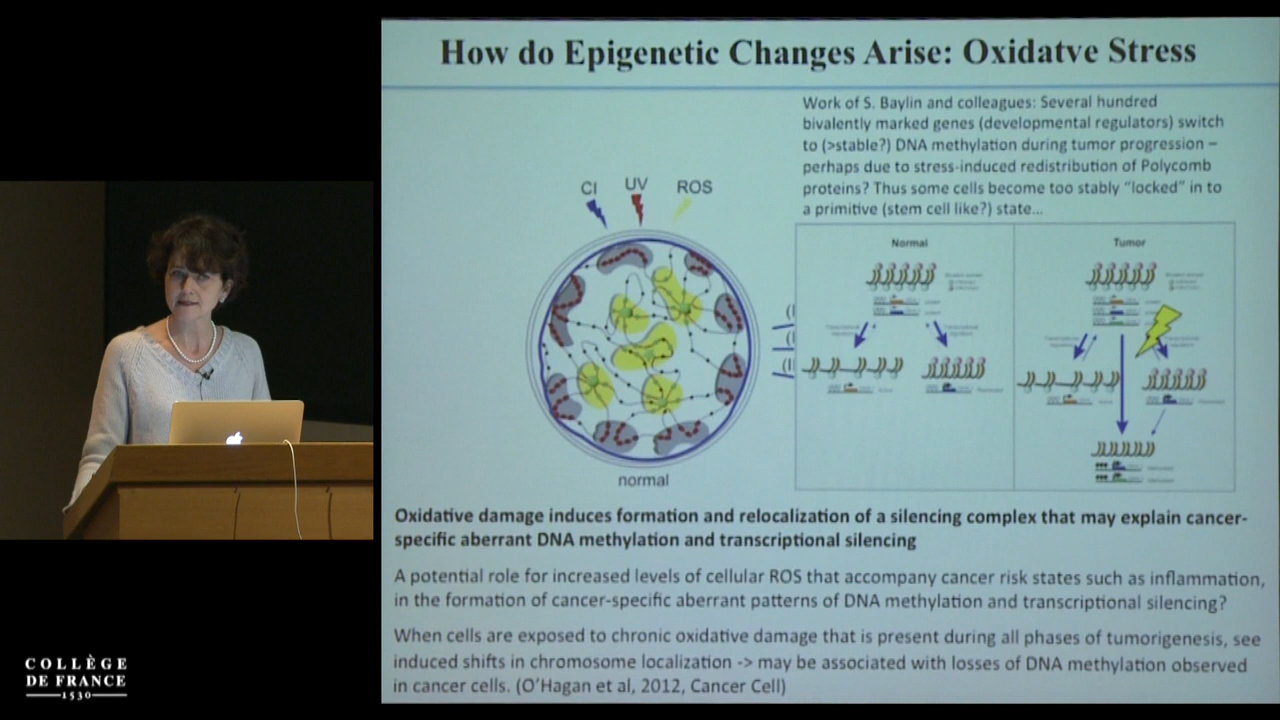 How do Epigenetic Changes Arise: Oxidatve Stress
Work of S. Baylin and colleagues: Several hundred
bivalently marked genes (developmental regulators) switch
to (>stable?) DNA methylation during tumor progression –
perhaps due to stress-induced redistribution of Polycomb
proteins? Thus some cells become too stably “locked” in to
a primitive (stem cell like?) state...
CI UV ROS
normal
Normal
Tumor
Oxidative damage induces formation and relocalization of a silencing complex that may explain cancer-
specific aberrant DNA methylation and transcriptional silencing
A potential role for increased levels of cellular ROS that accompany cancer risk states such as inflammation,
in the formation of cancer-specific aberrant patterns of DNA methylation and transcriptional silencing?
When cells are exposed to chronic oxidative damage that is present during all phases of tumorigenesis, see
induced shifts in chromosome localization -> may be associated with losses of DNA methylation observed
in cancer cells. (O’Hagan et al, 2012, Cancer Cell)
COLLÈGE
DE FRANCE
1530